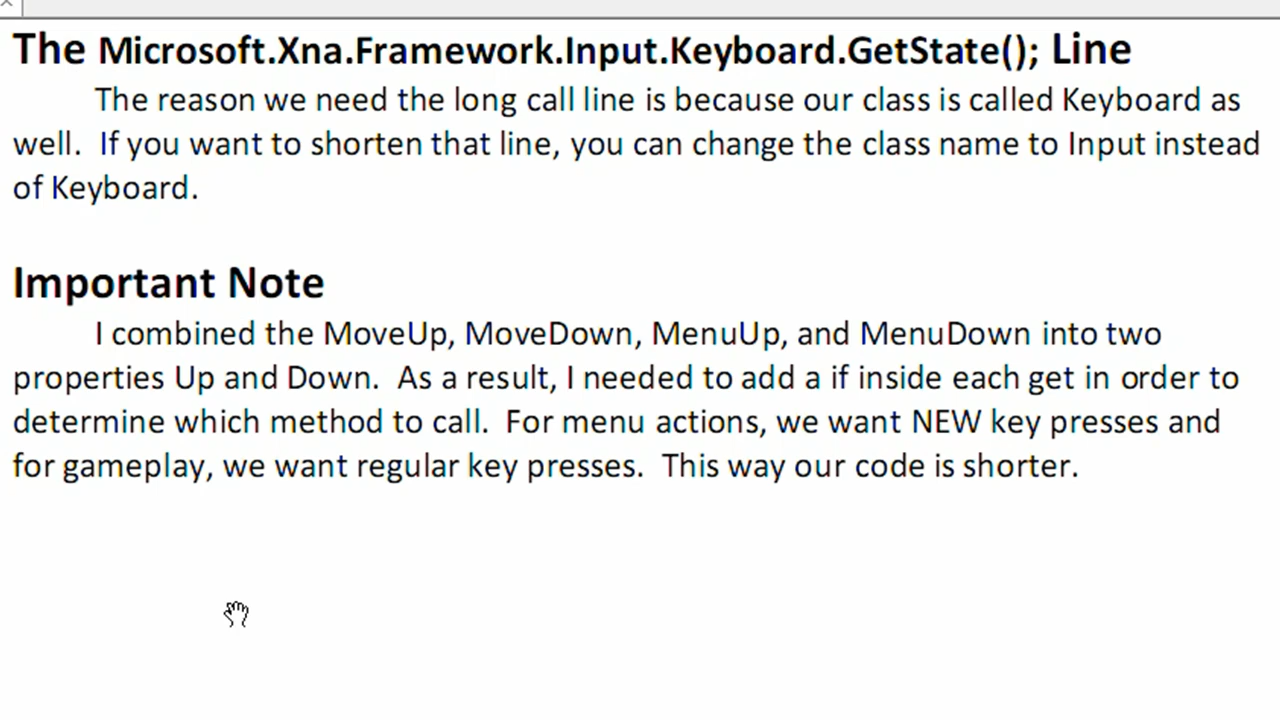 The Microsoft.Xna.Framework.Input.Keyboard.GetState(); Line
The reason we need the long call line is because our class is called Keyboard as
well.  If you want to shorten that line, you can change the class name to Input instead
of Keyboard.
Important Note
I combined the MoveUp, MoveDown, MenuUp, and MenuDown into two
properties Up and Down.  As a result, I needed to add a if inside each get in order to
determine which method to call.  For menu actions, we want NEW key presses and
for gameplay, we want regular key presses.  This way our code is shorter.